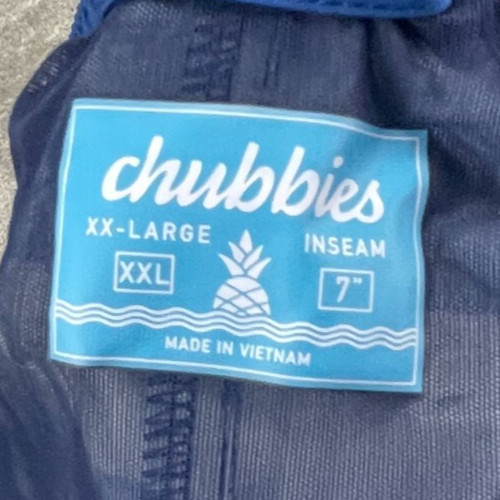 chubbies
XX-LARGE INSEAM
XXL 7"
MADE IN VIETNAM